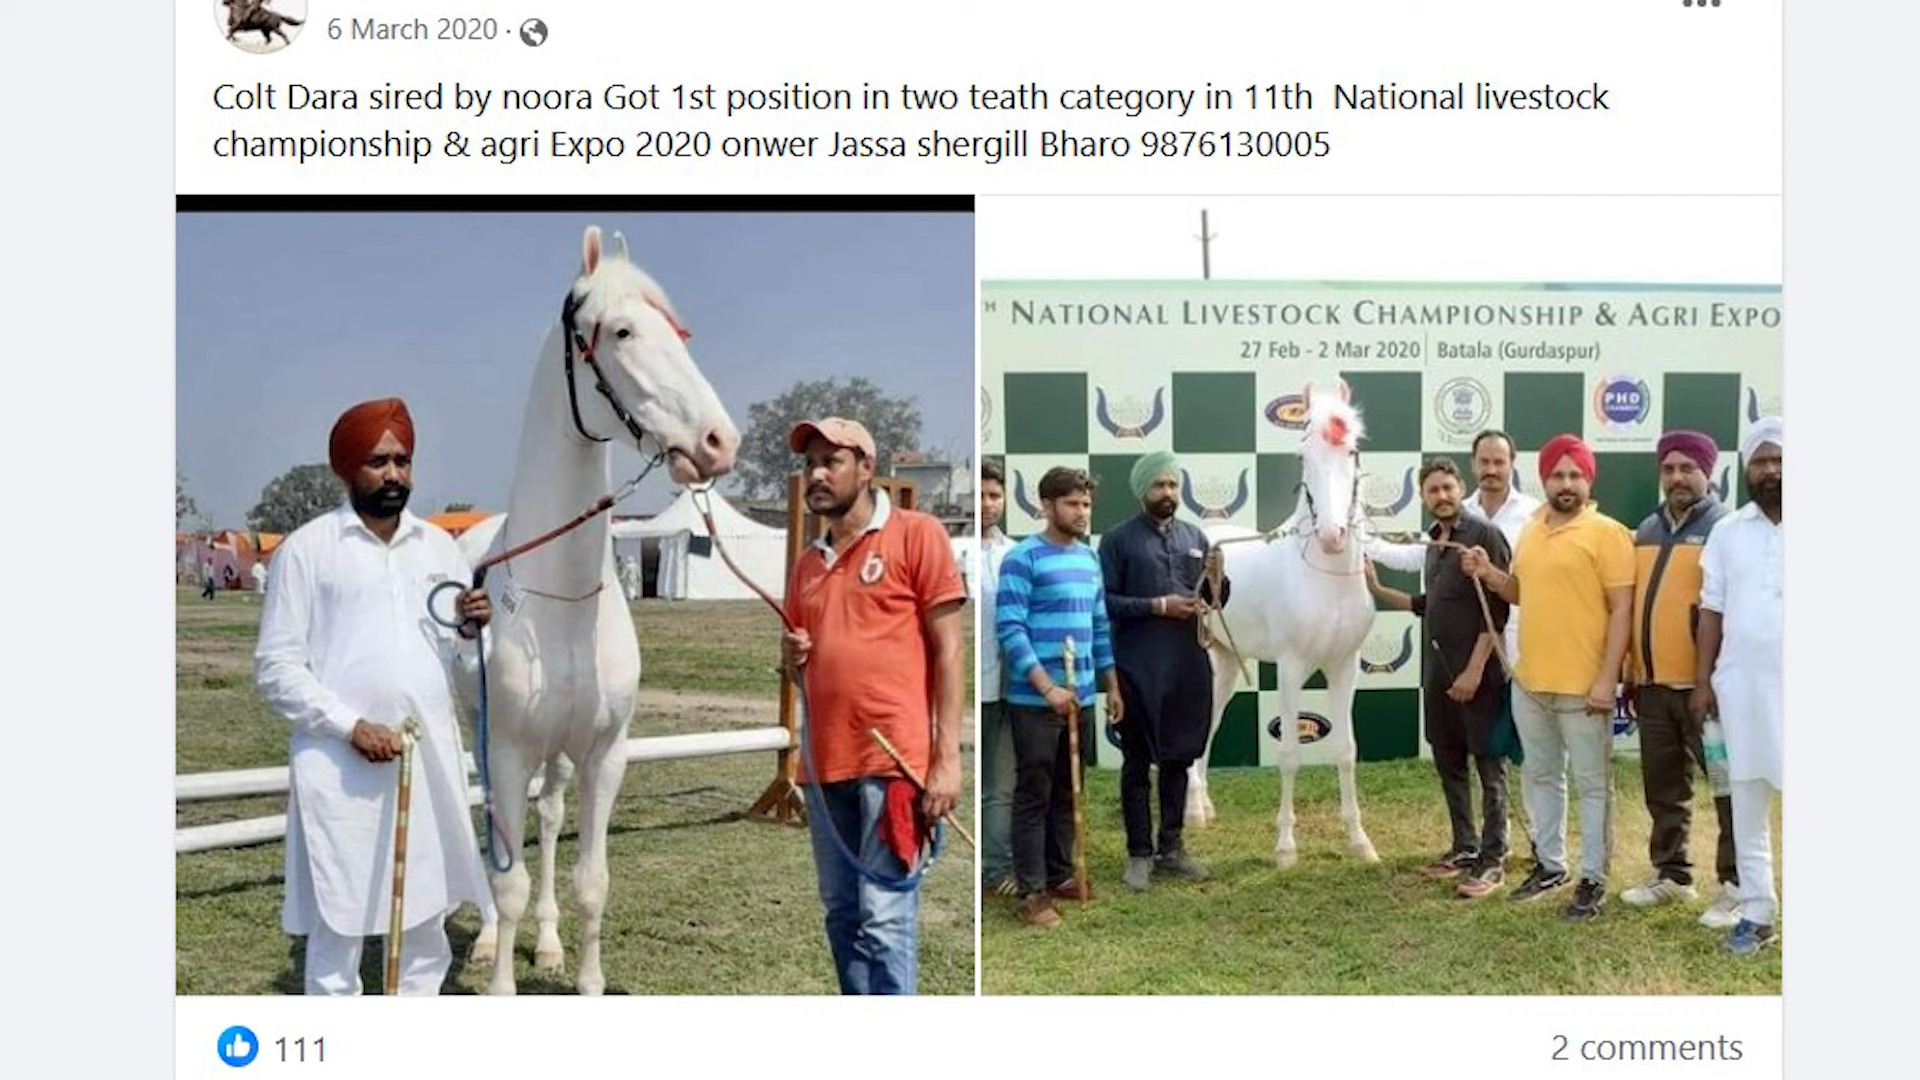 6 March 2020 ·
Colt Dara sired by noora Got 1st position in two teath category in 11th National livestock
championship & agri Expo 2020 onwer Jassa shergill Bharo 9876130005
TH NATIONAL LIVESTOCK CHAMPIONSHIP & AGRI EXPO
27 Feb - 2 Mar 2020 Batala (Gurdaspur)
PHD
111
2 comments